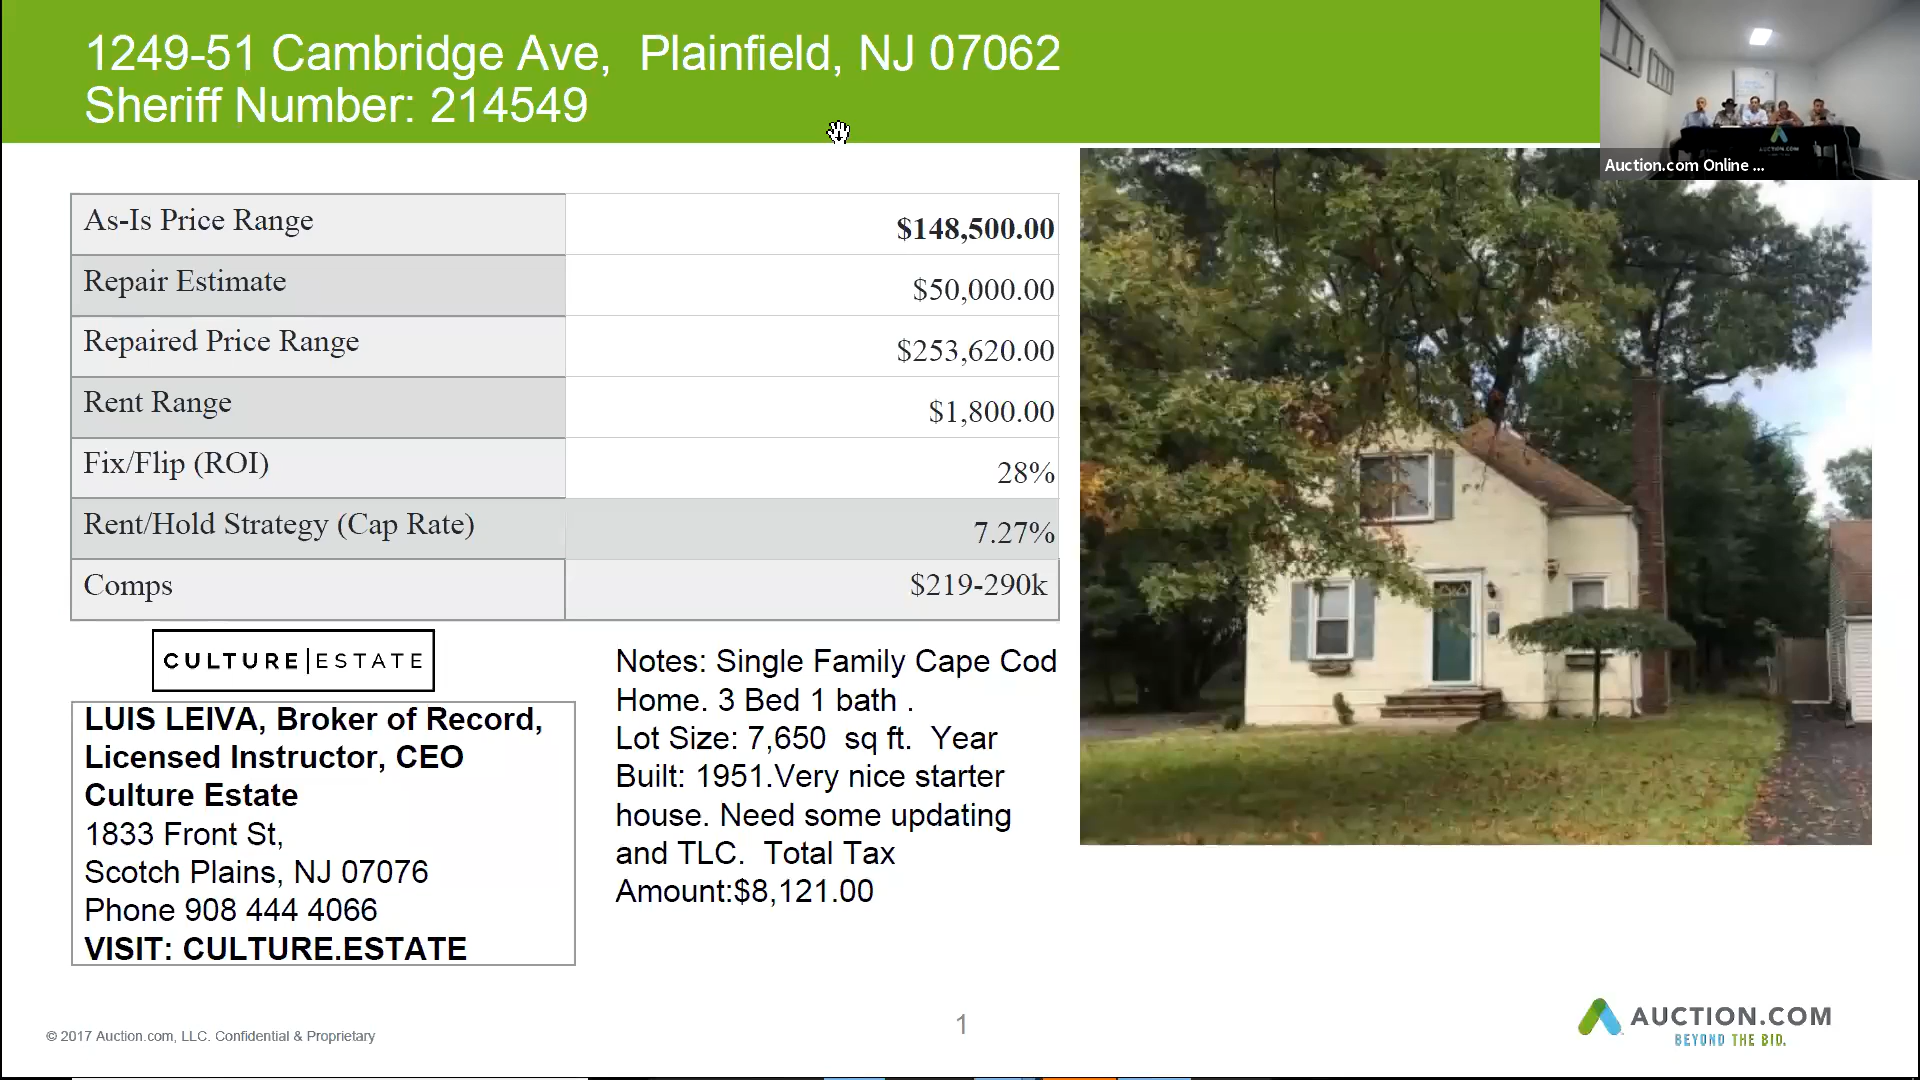 1249-51 Cambridge Ave, Plainfield, NJ 07062
Sheriff Number: 214549
Auction.com Online ...
As-Is Price Range $148,500.00
Repair Estimate $50,000.00
Repaired Price Range $253,620.00
Rent Range $1,800.00
Fix/Flip (ROI) 28%
Rent/Hold Strategy (Cap Rate) 7.27%
Comps $219-290k
CULTURE|ESTATE
LUIS LEIVA, Broker of Record,
Licensed Instructor, CEO
Culture Estate
1833 Front St,
Scotch Plains, NJ 07076
Phone 908 444 4066
VISIT: CULTURE.ESTATE
Notes: Single Family Cape Cod
Home. 3 Bed 1 bath .
Lot Size: 7,650 sq ft. Year
Built: 1951.Very nice starter
house. Need some updating
and TLC. Total Tax
Amount:$8,121.00
© 2017 Auction.com, LLC. Confidential & Proprietary
1
AUCTION.COM
BEYOND THE BID.